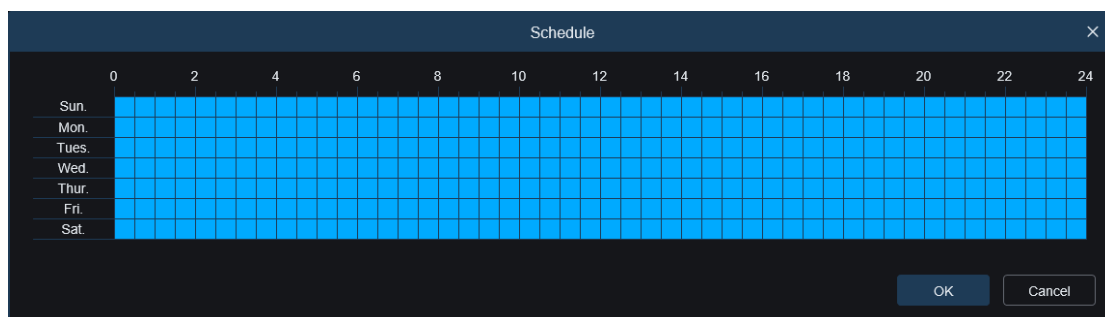 Schedule
0 2 4 6 8 10 12 14 16 18 20 22 24
Sun.
Mon.
Tues.
Wed.
Thur.
Fri.
Sat.
OK Cancel